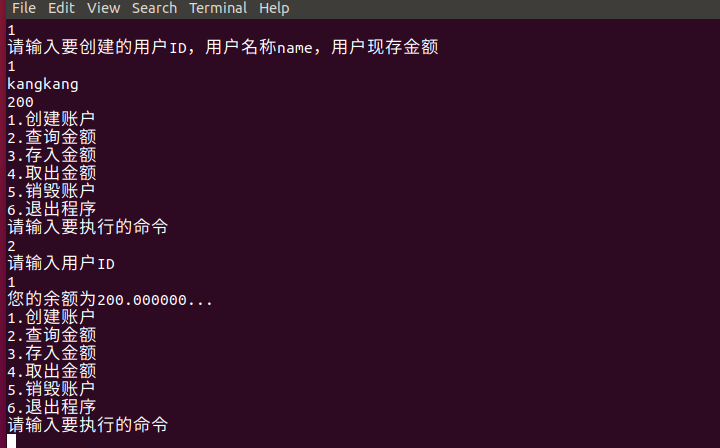 File Edit View Search Terminal Help
1
请输入要创建的用户ID，用户名称name，用户现存金额
1
kangkang
200
1.创建账户
2.查询金额
3.存入金额
4.取出金额
5.销毁账户
6.退出程序
请输入要执行的命令
2
请输入用户ID
1
您的余额为200.000000...
1.创建账户
2.查询金额
3.存入金额
4.取出金额
5.销毁账户
6.退出程序
请输入要执行的命令